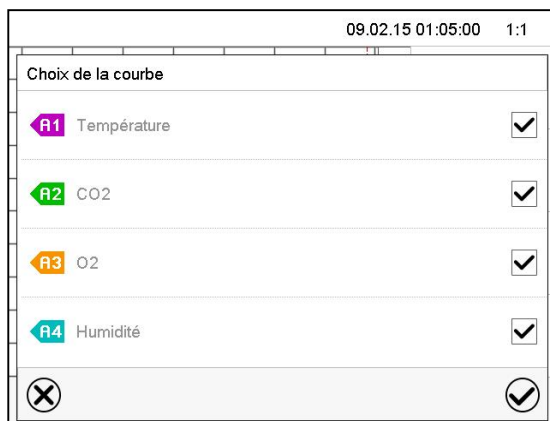 09.02.15 01:05:00 1:1
Choix de la courbe
A1 Température
A2 CO2
A3 O2
A4 Humidité